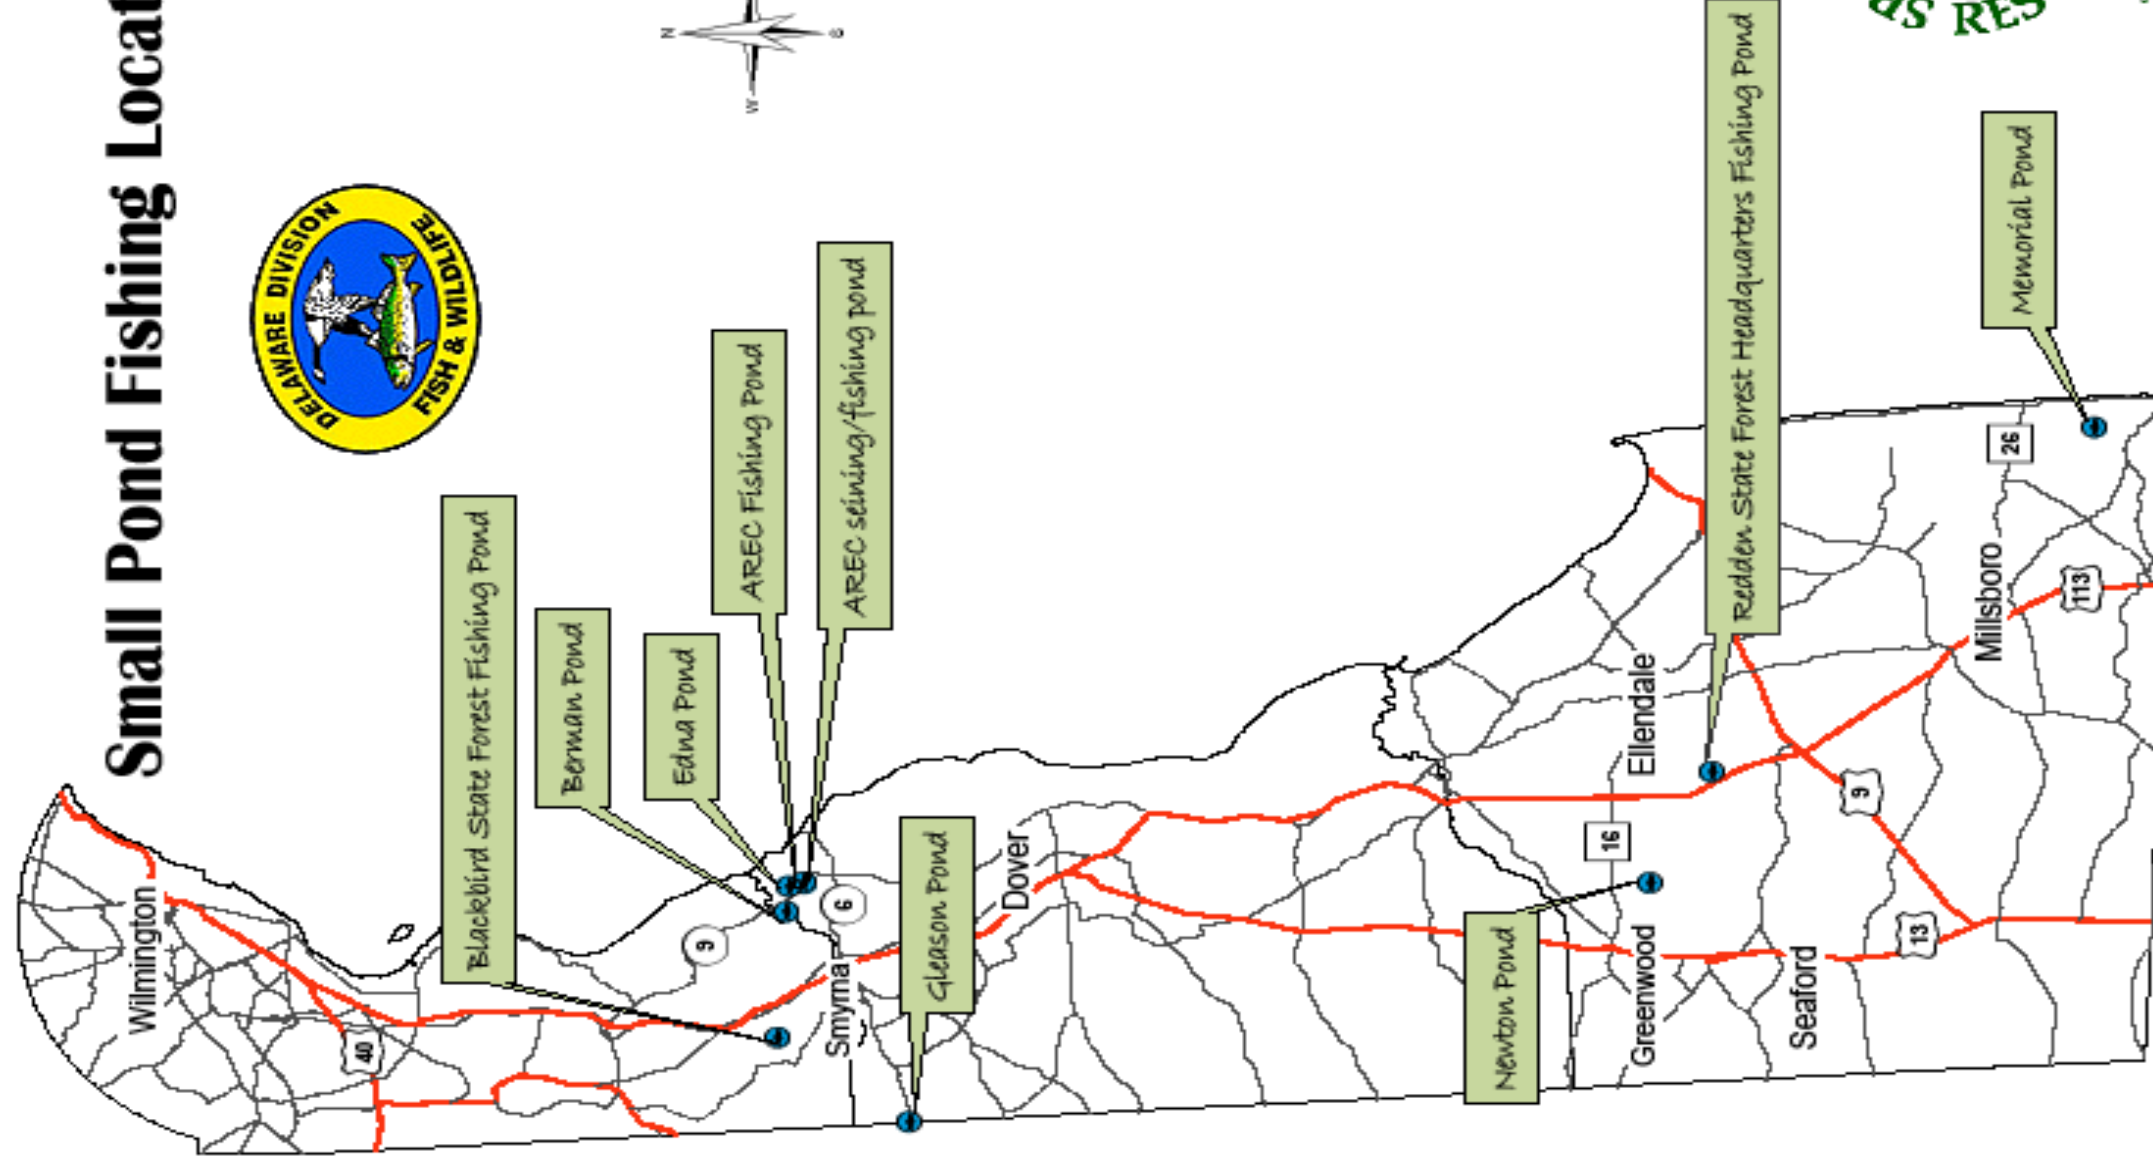 Small Pond Fishing Locat
DELAWARE DIVISION
FISH & WILDLIFE
N
W
S
Blackbird State Forest Fishing Pond
Berman Pond
Edna Pond
AREC Fishing Pond
AREC seining/fishing pond
Gleason Pond
Newton Pond
Redden State Forest Headquarters Fishing Pond
Memorial Pond
Wilmington
40
9
Smyrna
6
Dover
16
Ellendale
Greenwood
Seaford
13
9
Millsboro
26
113
RES